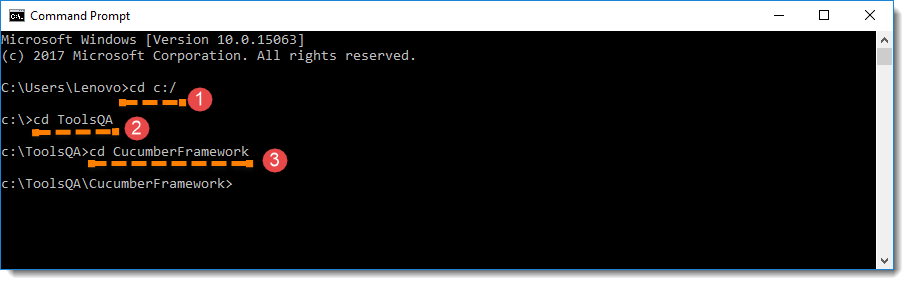 Command Prompt
Microsoft Windows [Version 10.0.15063]
(c) 2017 Microsoft Corporation. All rights reserved.
C:\Users\Lenovo>cd c:/
1
c:\>cd ToolsQA
2
c:\ToolsQA>cd CucumberFramework
3
c:\ToolsQA\CucumberFramework>